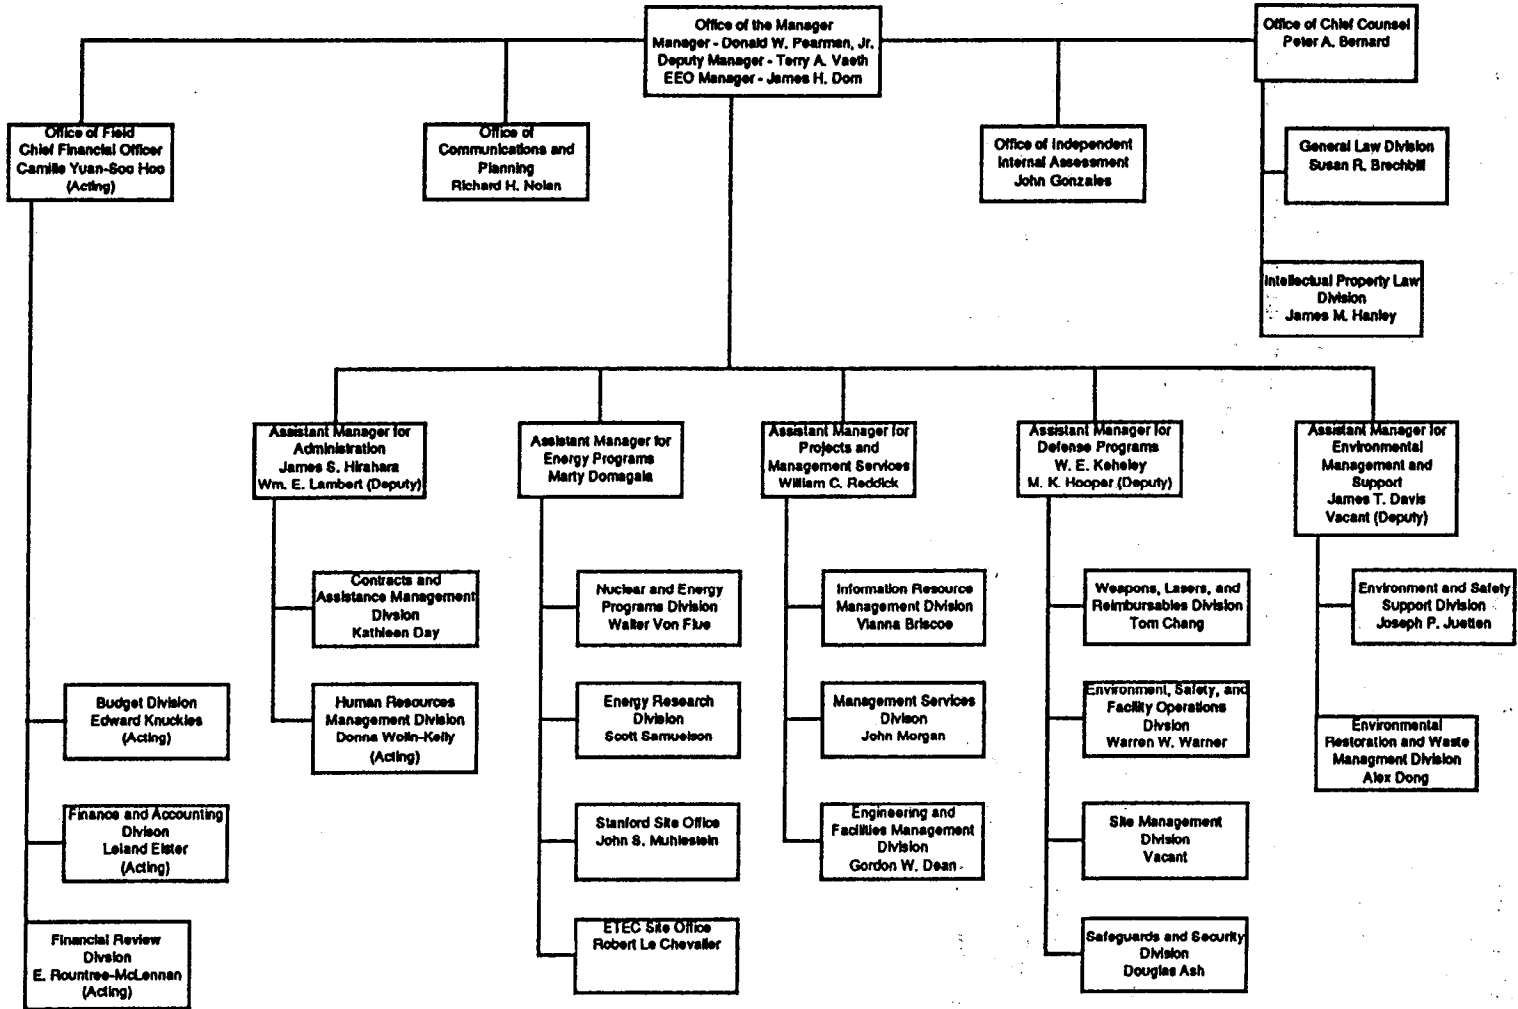 Office of the Manager
Manager - Donald W. Pearman, Jr.
Deputy Manager - Terry A. Vaeth
EEO Manager - James H. Dorn
Office of Chief Counsel
Peter A. Bernard
Office of Field
Chief Financial Officer
Camille Yuan-Soo Hoo
(Acting)
Office of
Communications and
Planning
Richard H. Nolan
Office of Independent
Internal Assessment
John Gonzales
General Law Division
Susan R. Brechbill
Intellectual Property Law
Division
James M. Hanley
Assistant Manager for
Administration
James S. Hirahara
Wm. E. Lambert (Deputy)
Assistant Manager for
Energy Programs
Marty Domagala
Assistant Manager for
Projects and
Management Services
William C. Reddick
Assistant Manager for
Defense Programs
W. E. Keheley
M. K. Hooper (Deputy)
Assistant Manager for
Environmental
Management and
Support
James T. Davis
Vacant (Deputy)
Contracts and
Assistance Management
Divsion
Kathleen Day
Nuclear and Energy
Programs Division
Walter Von Flue
Information Resource
Management Division
Vianna Briscoe
Weapons, Lasers, and
Reimbursables Division
Tom Chang
Environment and Safety
Support Division
Joseph P. Juetten
Budget Division
Edward Knuckles
(Acting)
Human Resources
Management Division
Donna Wolin-Kelly
(Acting)
Energy Research
Division
Scott Samuelson
Management Services
Divison
John Morgan
Environment, Safety, and
Facility Operations
Divsion
Warren W. Warner
Environmental
Restoration and Waste
Managment Division
Alex Dong
Finance and Accounting
Divison
Leland Elster
(Acting)
Stanford Site Office
John S. Muhlestein
Engineering and
Facilities Management
Division
Gordon W. Dean
Site Management
Division
Vacant
Financial Review
Divsion
E. Rountree-McLennan
(Acting)
ETEC Site Office
Robert Le Chevalier
Safeguards and Security
Division
Douglas Ash